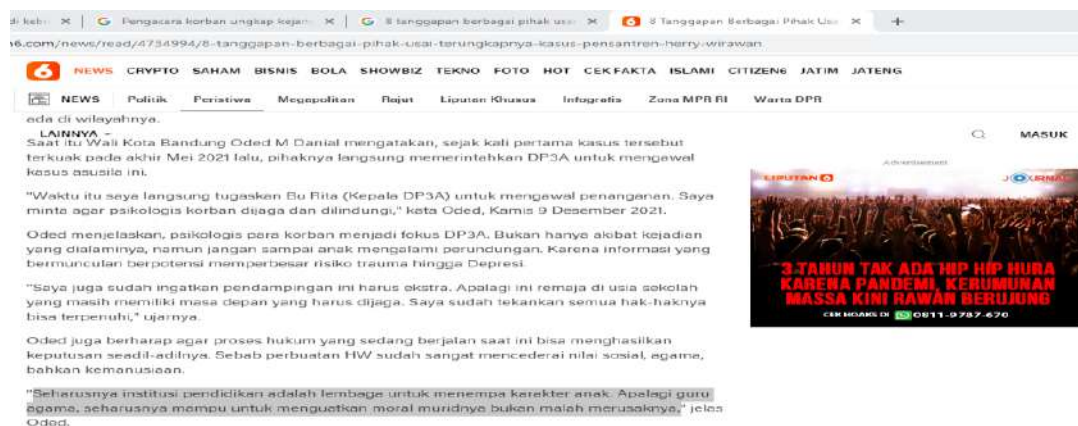 Pengacara korban ungkap kejam
8 tanggapan berbagai pihak usai
8 Tanggapan Berbagai Pihak Usa
6.com/news/read/4734994/8-tanggapan-berbagai-pihak-usai-terungkapnya-kasus-pensantren-herry-wirawan
6 NEWS CRYPTO SAHAM BISNIS BOLA SHOWBIZ TEKNO FOTO HOT CEK FAKTA ISLAMI CITIZEN6 JATIM JATENG
NEWS Politik Peristiwa Megapolitan Rajut Liputan Khusus Infografis Zona MPR RI Warta DPR
ada di wilayahnya.
LAINNYA
MASUK
Saat itu Wali Kota Bandung Oded M Danial mengatakan, sejak kali pertama kasus tersebut
terkuak pada akhir Mei 2021 lalu, pihaknya langsung memerintahkan DP3A untuk mengawal
kasus asusila ini.
"Waktu itu saya langsung tugaskan Bu Rita (Kepala DP3A) untuk mengawal penanganan. Saya
minta agar psikologis korban dijaga dan dilindungi," kata Oded, Kamis 9 Desember 2021.
Oded menjelaskan, psikologis para korban menjadi fokus DP3A. Bukan hanya akibat kejadian
yang dialaminya, namun jangan sampai anak mengalami perundungan. Karena informasi yang
bermunculan berpotensi memperbesar risiko trauma hingga Depresi.
"Saya juga sudah ingatkan pendampingan ini harus ekstra. Apalagi ini remaja di usia sekolah
yang masih memiliki masa depan yang harus dijaga. Saya sudah tekankan semua hak-haknya
bisa terpenuhi," ujarnya.
Oded juga berharap agar proses hukum yang sedang berjalan saat ini bisa menghasilkan
keputusan seadil-adilnya. Sebab perbuatan HW sudah sangat mencederai nilai sosial, agama,
bahkan kemanusiaan.
"Seharusnya institusi pendidikan adalah lembaga untuk menempa karakter anak. Apalagi guru
agama, seharusnya mampu untuk menguatkan moral muridnya bukan malah merusaknya," jelas
Oded.
Advertisement
LIPUTAN 6
JOURNAL
3 TAHUN TAK ADA HIP HIP HURA
KARENA PANDEMI, KERUMUNAN
MASSA KINI RAWAN BERUJUNG
CEK HOAKS DI 0811-9787-670